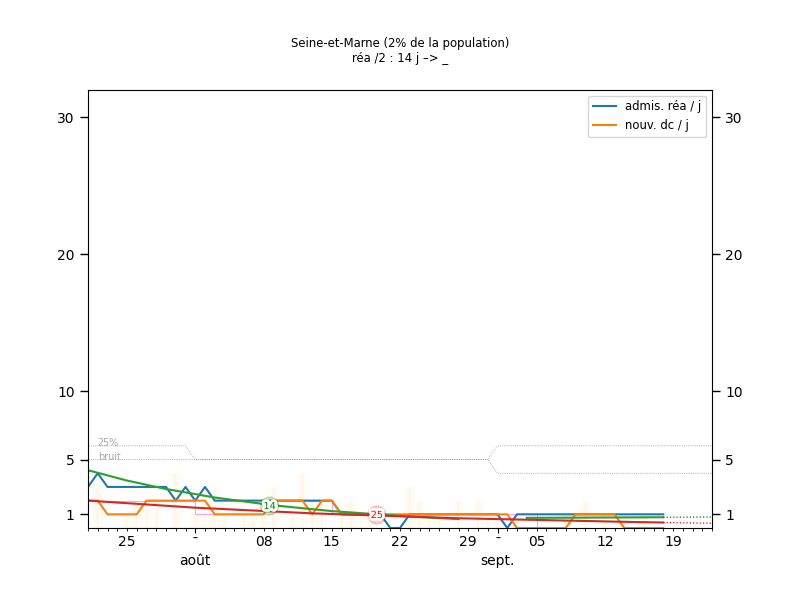 Seine-et-Marne (2% de la population)
réa /2 : 14 j –> _
admis. réa / j
nouv. dc / j
30 30
20 20
10 10
25%
bruit
5 5
14
25
1 1
25 - 08 15 22 29 - 05 12 19
août sept.